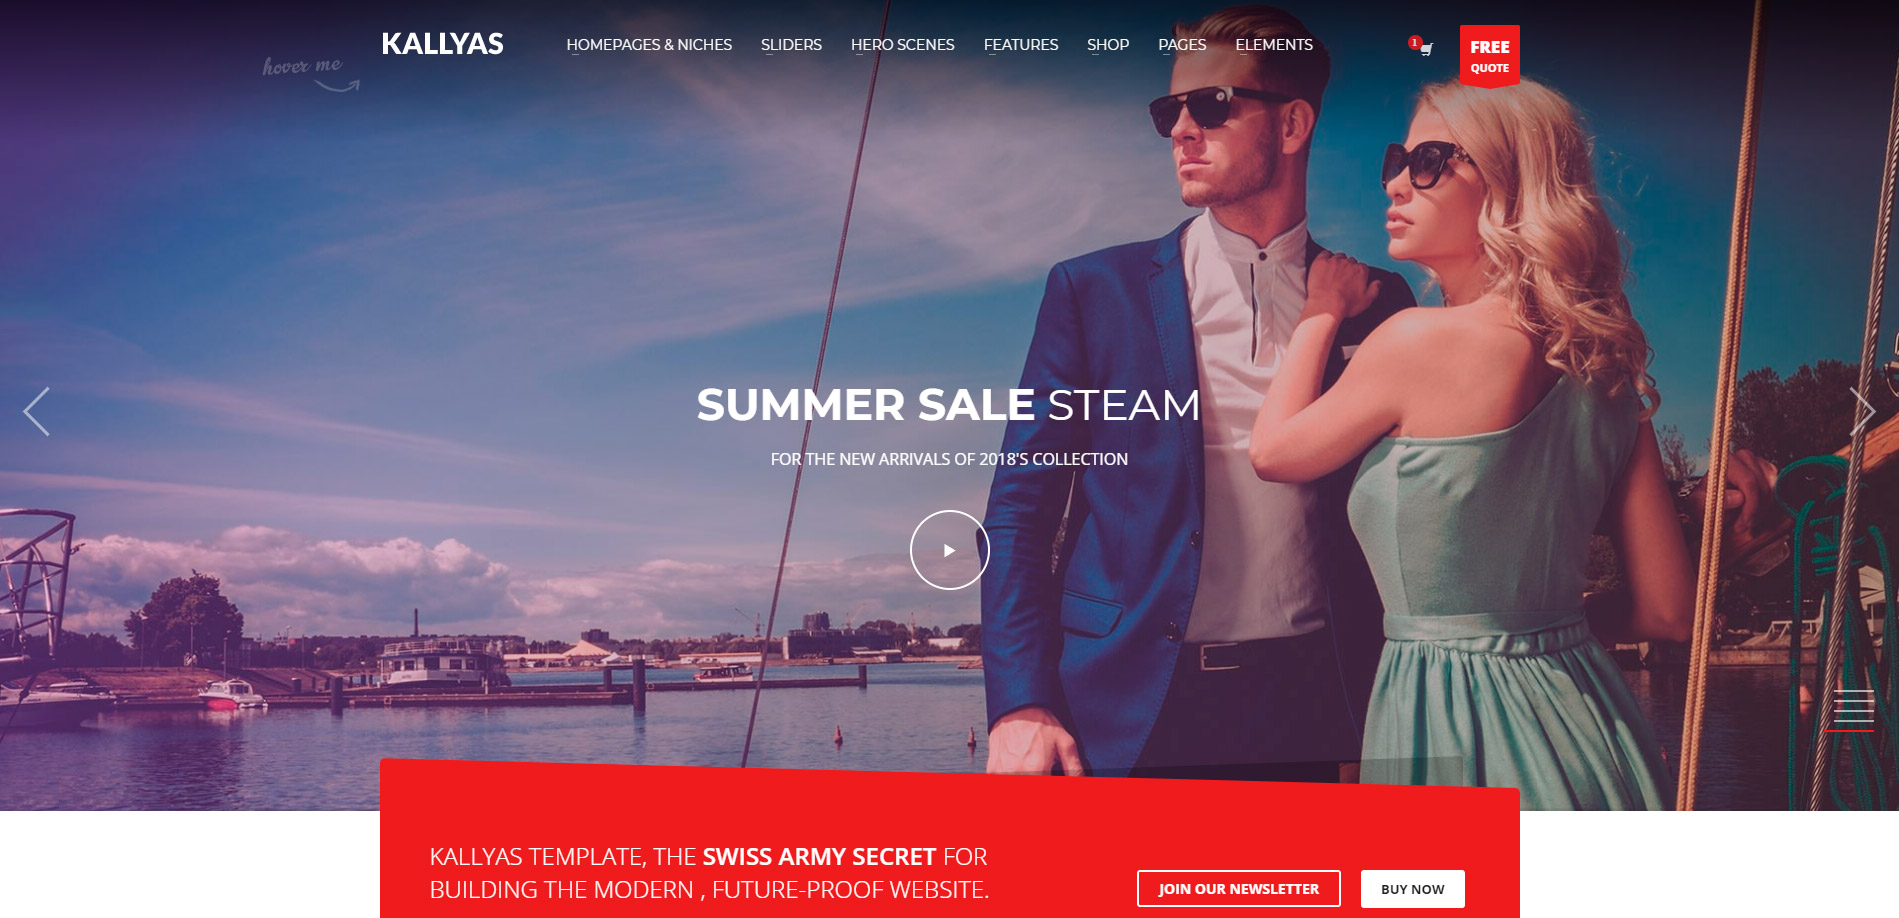 KALLYAS
HOMEPAGES & NICHES
SLIDERS
HERO SCENES
FEATURES
SHOP
PAGES
ELEMENTS
1
FREE
QUOTE
hover me
SUMMER SALE STEAM
FOR THE NEW ARRIVALS OF 2018'S COLLECTION
KALLYAS TEMPLATE, THE SWISS ARMY SECRET FOR
BUILDING THE MODERN , FUTURE-PROOF WEBSITE.
JOIN OUR NEWSLETTER
BUY NOW